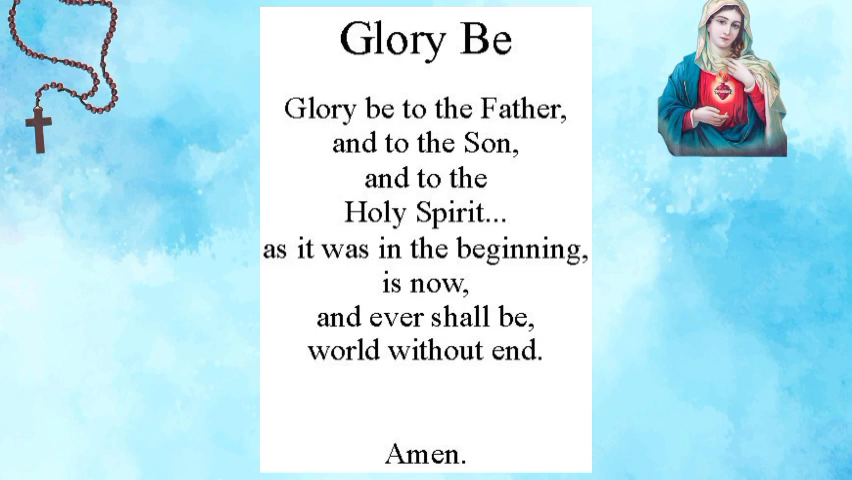 Glory Be
Glory be to the Father,
and to the Son,
and to the
Holy Spirit...
as it was in the beginning,
is now,
and ever shall be,
world without end.
Amen.